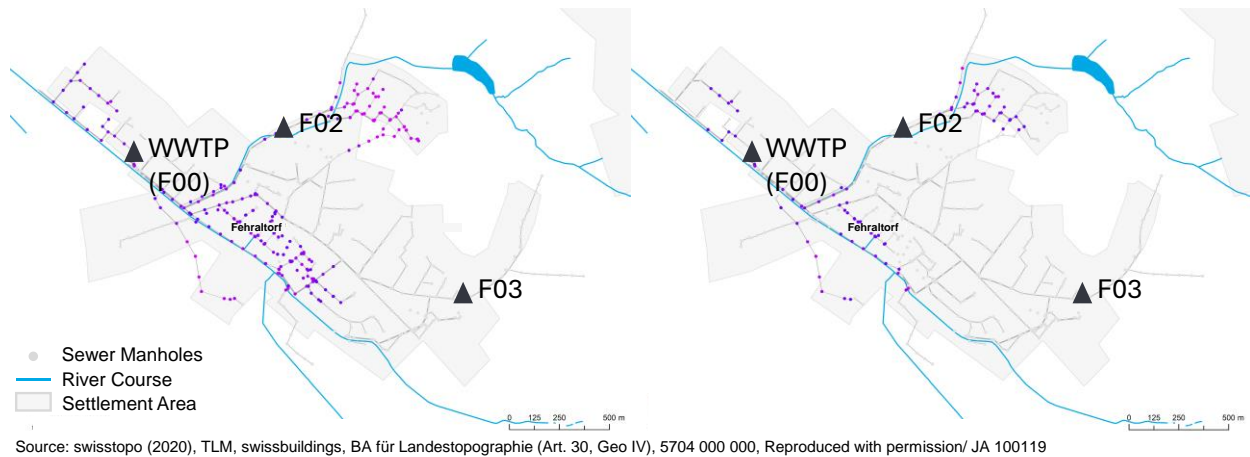 F02
WWTP
(F00)
Fehraltorf
F03
Sewer Manholes
River Course
Settlement Area
0 125 250 500 m
F02
WWTP
(F00)
Fehraltorf
F03
0 125 250 500 m
Source: swisstopo (2020), TLM, swissbuildings, BA für Landestopographie (Art. 30, Geo IV), 5704 000 000, Reproduced with permission/ JA 100119